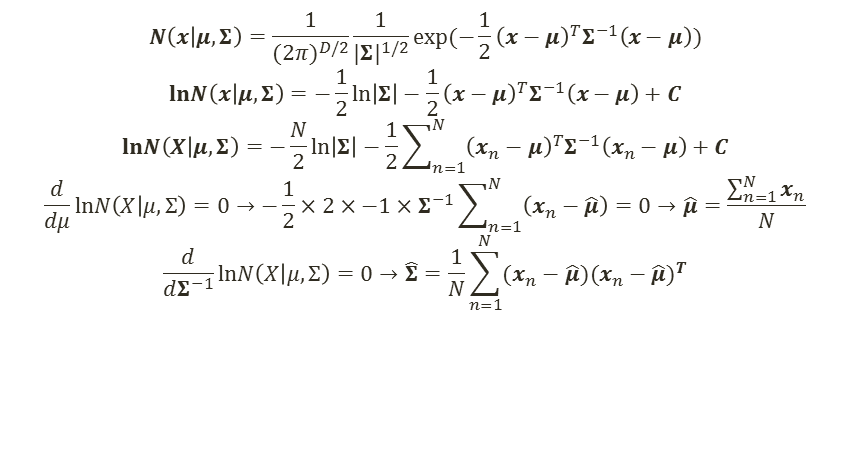 N(x|μ, Σ) = 1/(2π)^{D/2} 1/|Σ|^{1/2} exp(−1/2 (x − μ)^T Σ^{−1}(x − μ))
lnN(x|μ, Σ) = −1/2 ln|Σ| − 1/2 (x − μ)^T Σ^{−1}(x − μ) + C
lnN(X|μ, Σ) = −N/2 ln|Σ| − 1/2 ∑_{n=1}^{N} (x_n − μ)^T Σ^{−1}(x_n − μ) + C
d/dμ lnN(X|μ, Σ) = 0 → −1/2 × 2 × −1 × Σ^{−1} ∑_{n=1}^{N} (x_n − μ̂) = 0 → μ̂ = ∑_{n=1}^{N} x_n / N
d/dΣ^{−1} lnN(X|μ, Σ) = 0 → Σ̂ = 1/N ∑_{n=1}^{N} (x_n − μ̂)(x_n − μ̂)^T